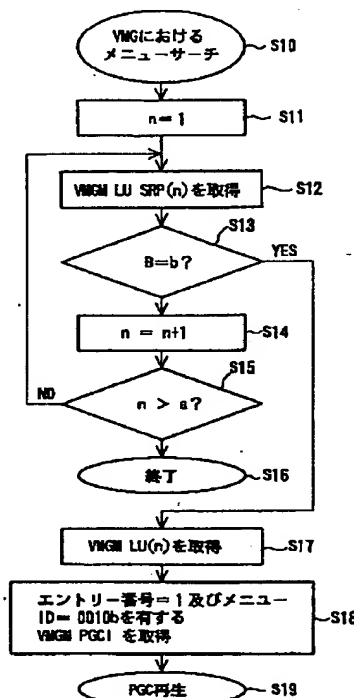 VMGにおける
メニューサーチ
S10
n=1
S11
VMGM LU SRP(n)を取得
S12
S13
B=b?
YES
n = n+1
S14
S15
NO
n > a?
終了
S16
VMGM LU(n)を取得
S17
エントリー番号=1及びメニュー
ID= 0010bを有する
VMGM PGCIを取得
S18
PGC再生
S19